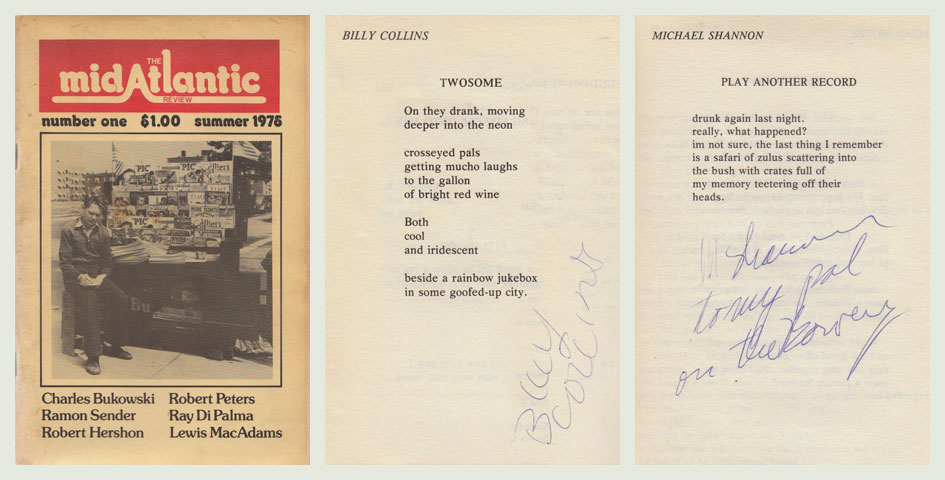 THE
midAtlantic
REVIEW
number one $1.00 summer 1975
PIC
PIC
Charles Bukowski Robert Peters
Ramon Sender Ray Di Palma
Robert Hershon Lewis MacAdams
BILLY COLLINS
TWOSOME
On they drank, moving
deeper into the neon
crosseyed pals
getting mucho laughs
to the gallon
of bright red wine
Both
cool
and iridescent
beside a rainbow jukebox
in some goofed-up city.
Billy
Collins
MICHAEL SHANNON
PLAY ANOTHER RECORD
drunk again last night.
really, what happened?
im not sure, the last thing I remember
is a safari of zulus scattering into
the bush with crates full of
my memory teetering off their
heads.
M Shannon
to my pal
on the Bowery